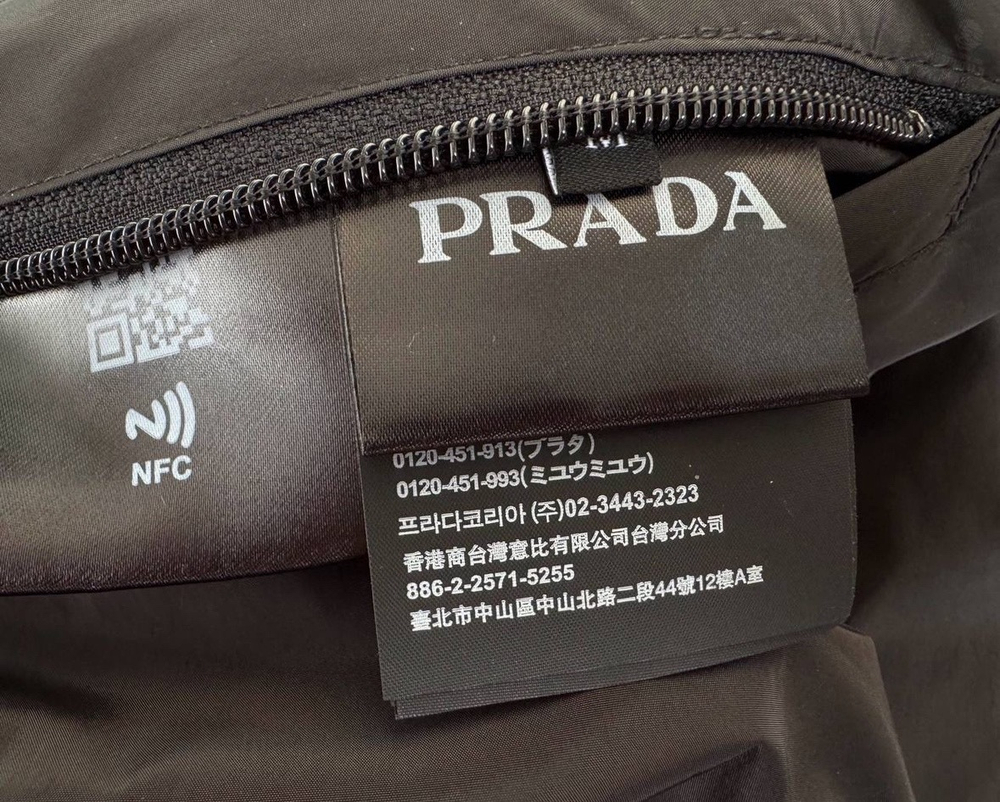 M
PRADA
NFC
0120-451-913(プラダ)
0120-451-993(ミユウミユウ)
프라다코리아 (주)02-3443-2323
香港商台灣意比有限公司台灣分公司
886-2-2571-5255
臺北市中山區中山北路二段44號12樓A室